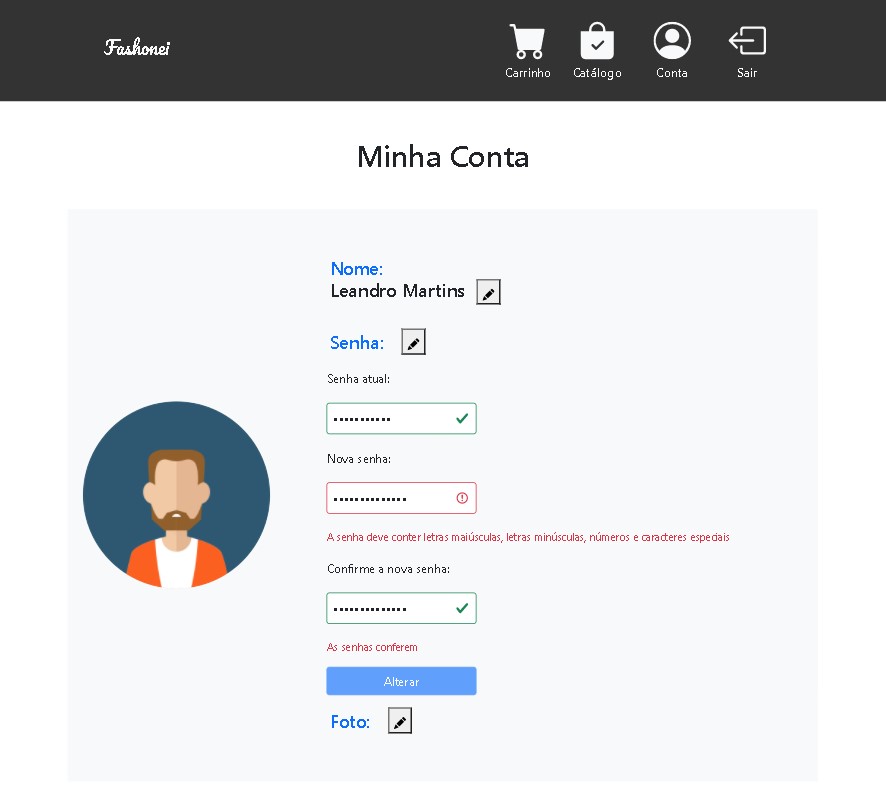 Fashonei
Carrinho
Catálogo
Conta
Sair
Minha Conta
Nome:
Leandro Martins
Senha:
Senha atual:
Nova senha:
A senha deve conter letras maiúsculas, letras minúsculas, números e caracteres especiais
Confirme a nova senha:
As senhas conferem
Alterar
Foto: